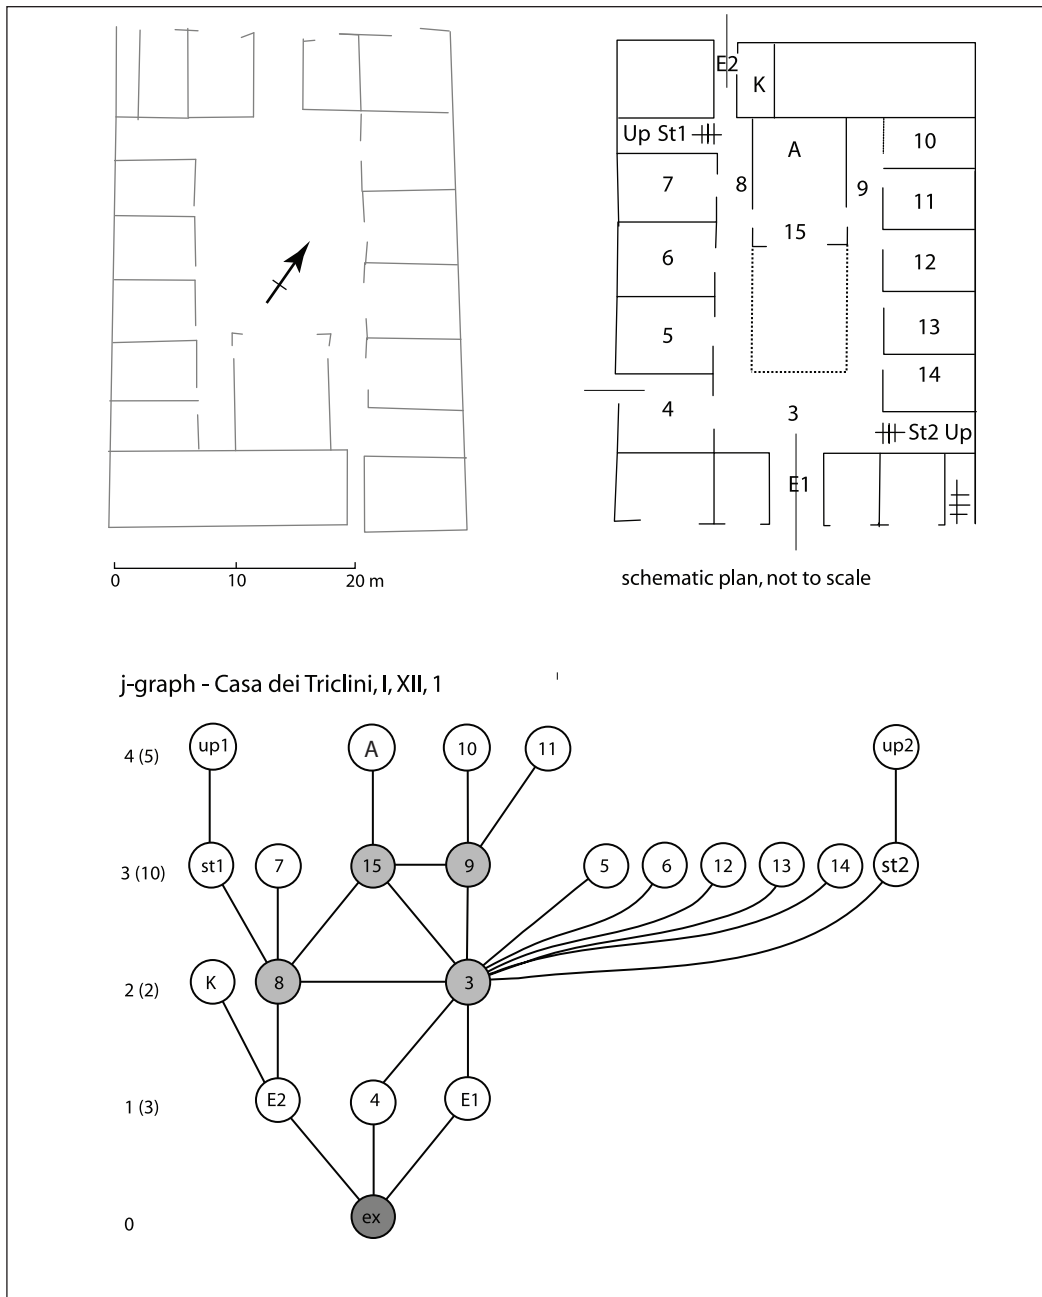 E2
K
Up St1
A
10
7
8
9
11
15
6
12
5
13
14
4
3
St2 Up
E1
0 10 20 m
schematic plan, not to scale
j-graph - Casa dei Triclini, I, XII, 1
4 (5) up1 A 10 11 up2
3 (10) st1 7 15 9 5 6 12 13 14 st2
2 (2) K 8 3
1 (3) E2 4 E1
0 ex